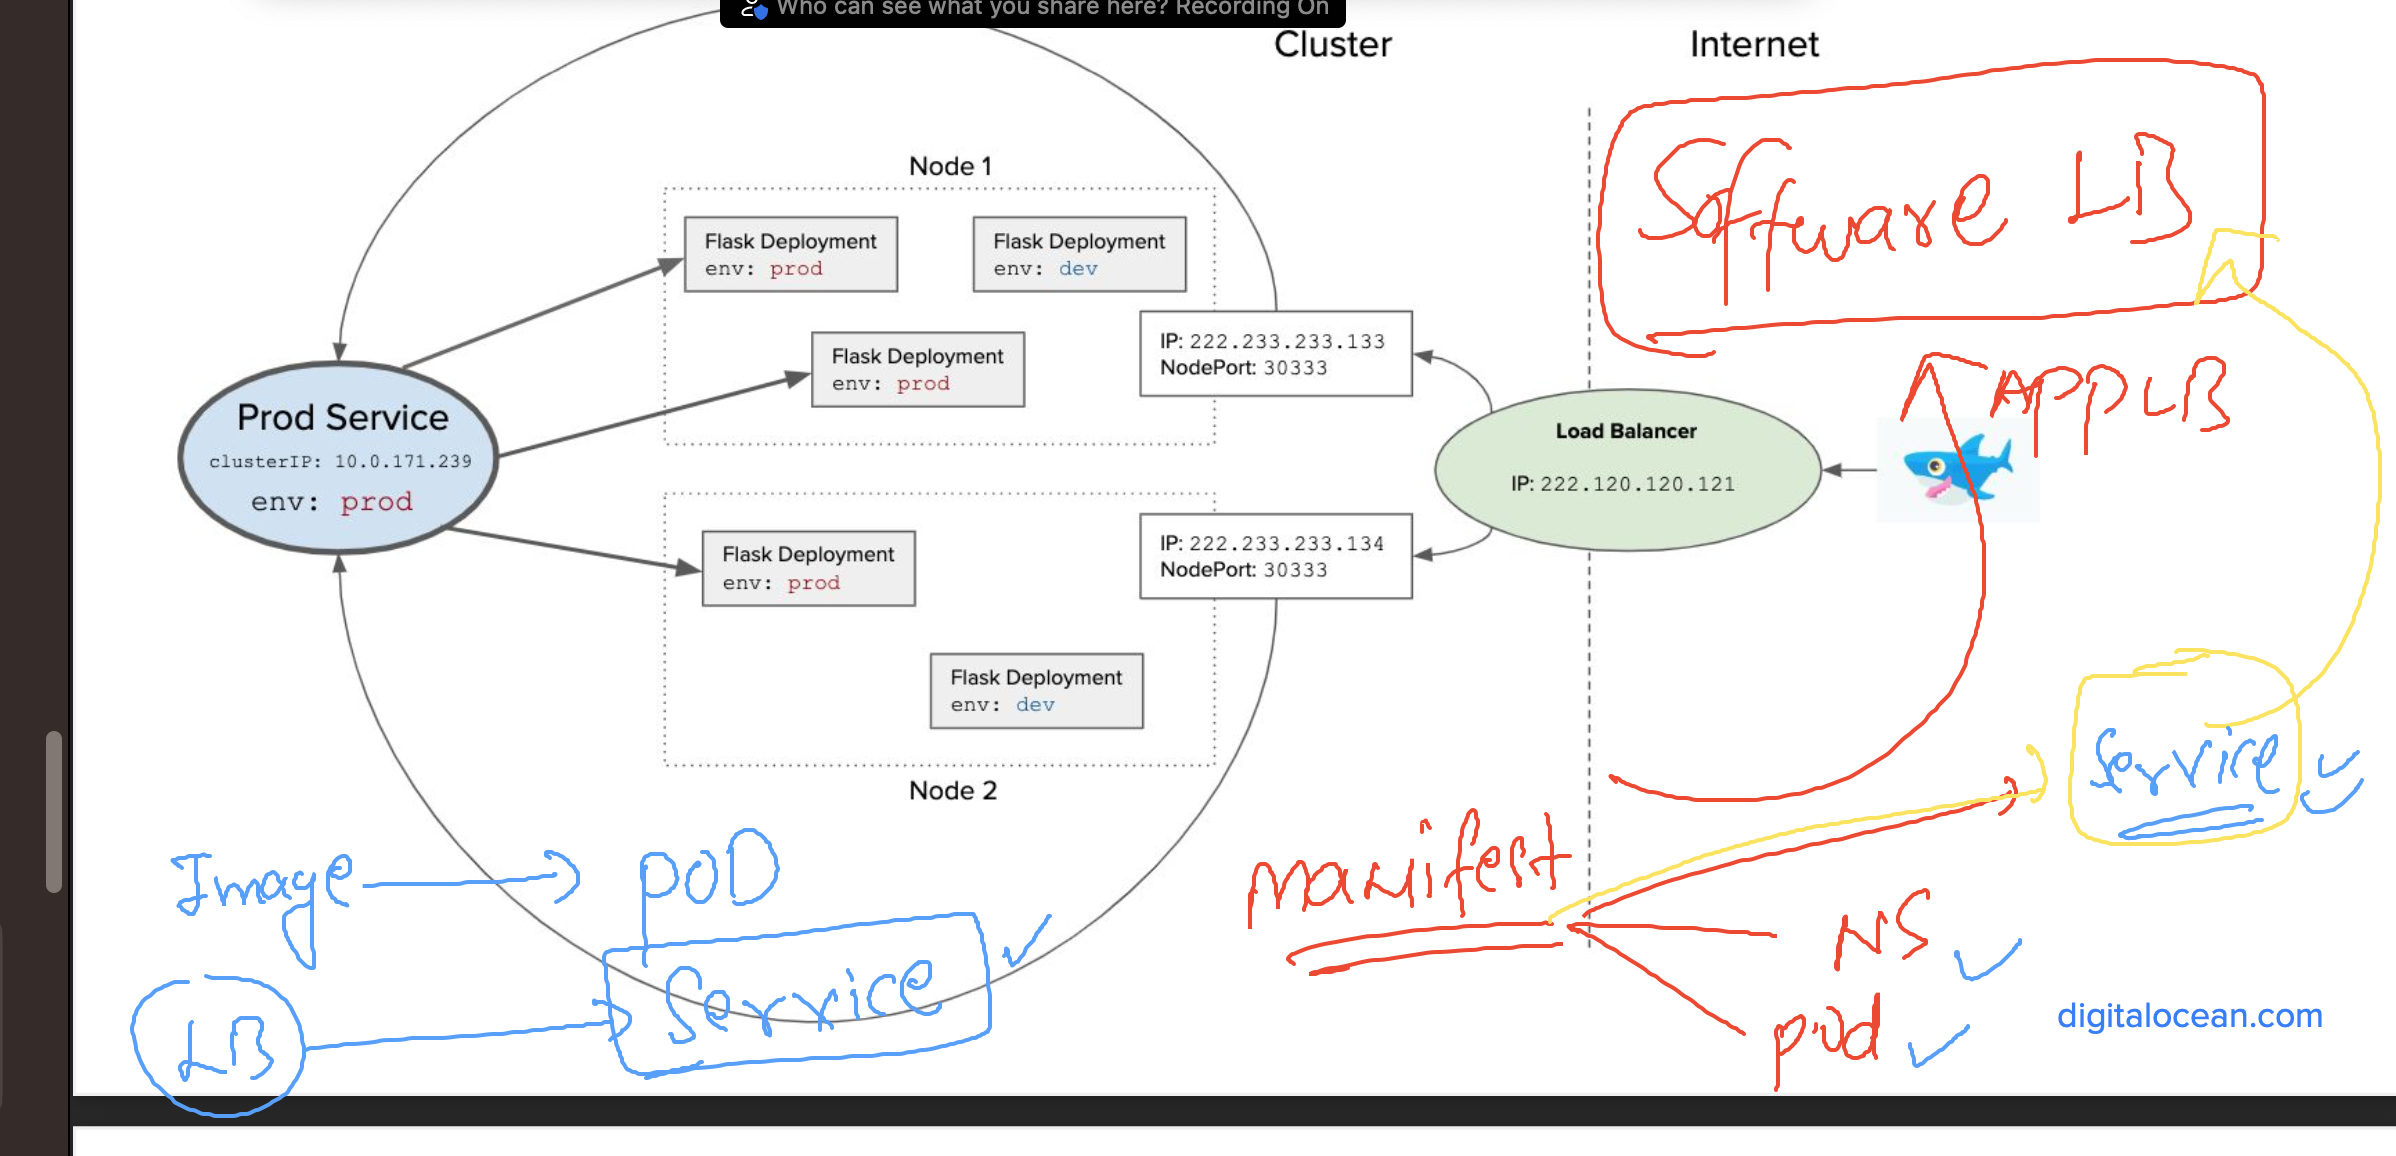 Who can see what you share here? Recording On
Cluster
Internet
Software LB
Node 1
Flask Deployment
env: prod
Flask Deployment
env: dev
IP: 222.233.233.133
NodePort: 30333
Flask Deployment
env: prod
APPLB
Prod Service
clusterIP: 10.0.171.239
env: prod
Load Balancer
IP: 222.120.120.121
Flask Deployment
env: prod
IP: 222.233.233.134
NodePort: 30333
Flask Deployment
env: dev
Node 2
Service
Image
POD
manifest
NS
LB
Service
pod
digitalocean.com